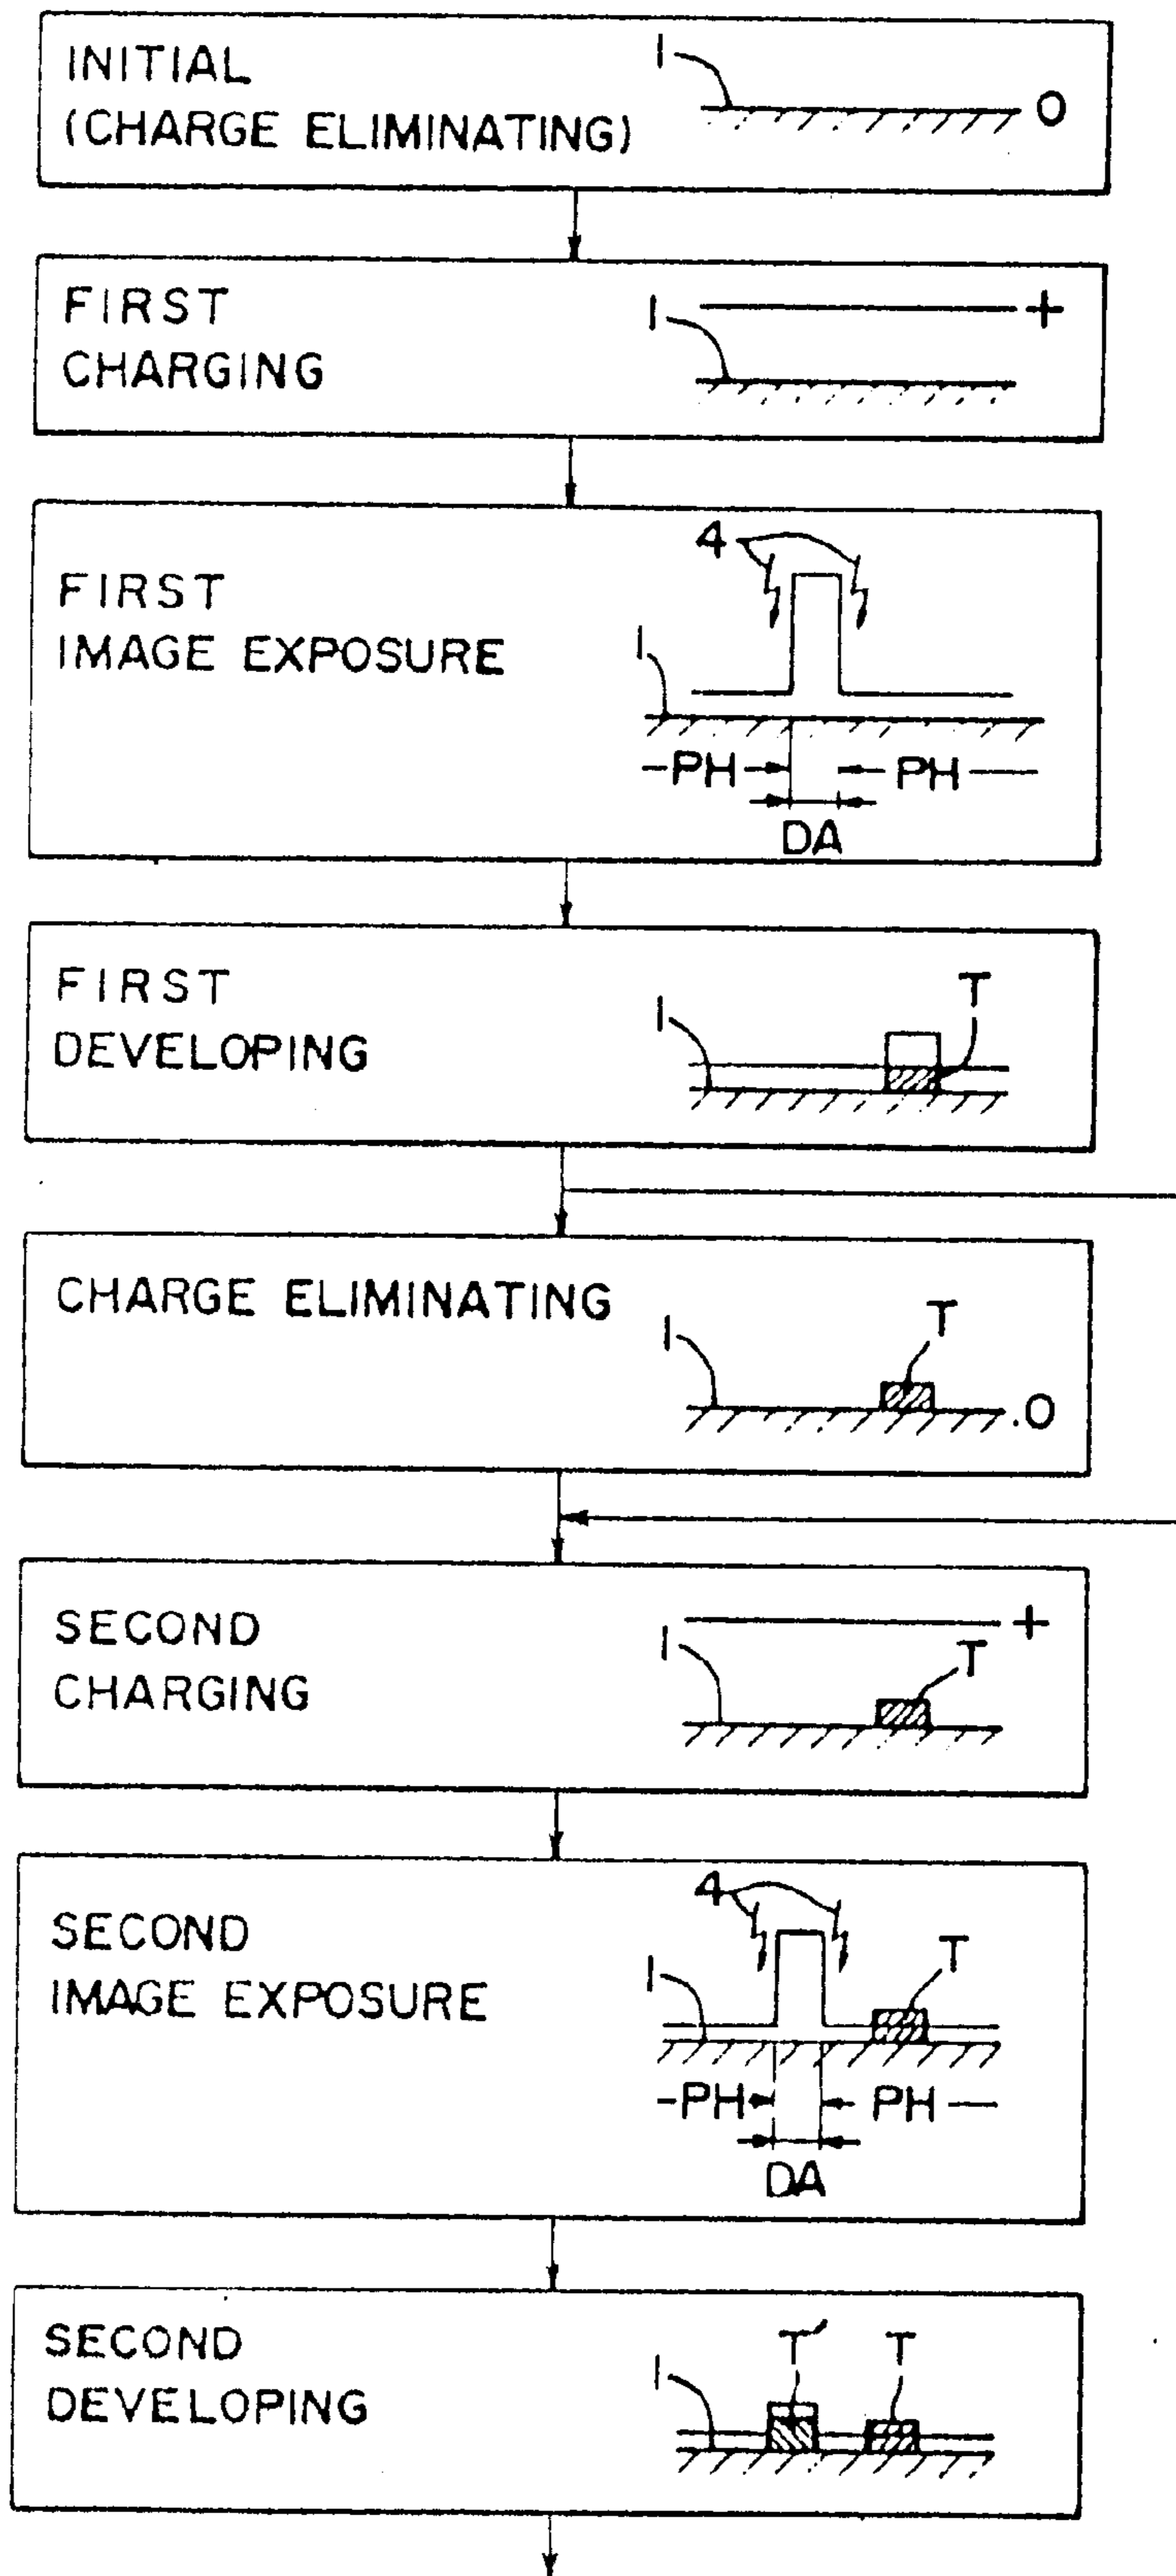 INITIAL
(CHARGE ELIMINATING)
1
0
FIRST
CHARGING
1
+
FIRST
IMAGE EXPOSURE
4
1
PH
PH
DA
FIRST
DEVELOPING
1
T
CHARGE ELIMINATING
1
T
0
SECOND
CHARGING
1
T
+
SECOND
IMAGE EXPOSURE
4
1
T
PH
PH
DA
SECOND
DEVELOPING
1
T'
T